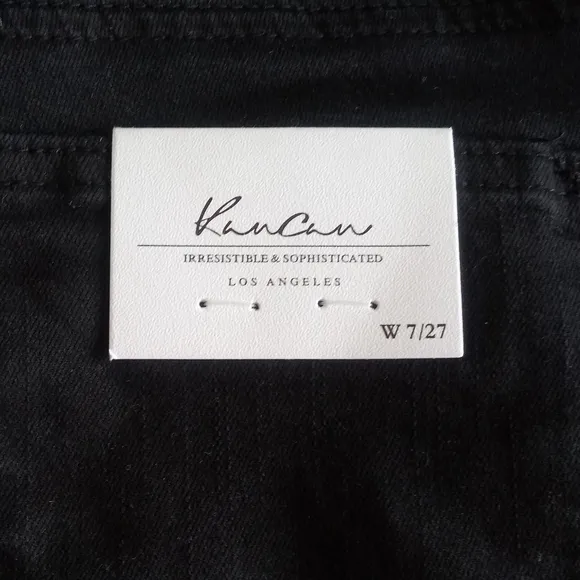 KanCan
IRRESISTIBLE & SOPHISTICATED
LOS ANGELES
W 7/27